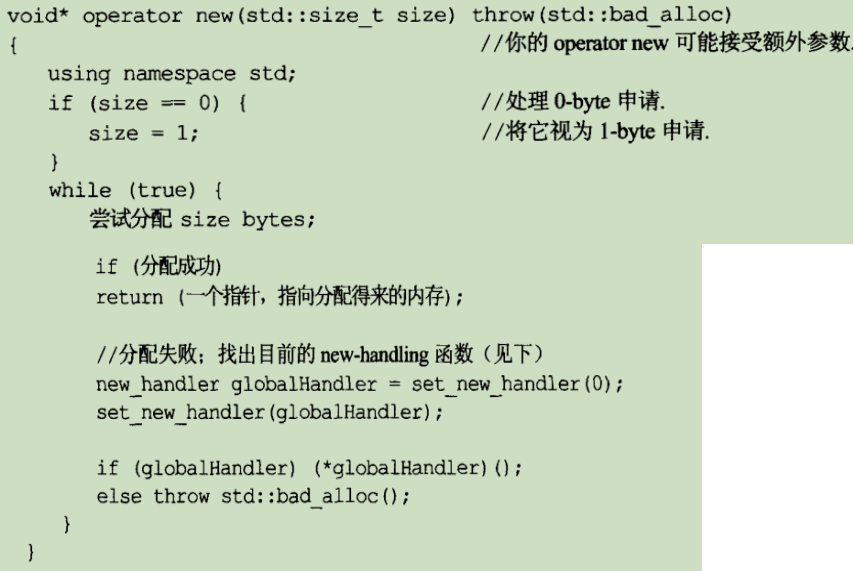 void* operator new(std::size_t size) throw(std::bad_alloc)
{ //你的 operator new 可能接受额外参数.
using namespace std;
if (size == 0) { //处理 0-byte 申请.
size = 1; //将它视为 1-byte 申请.
}
while (true) {
尝试分配 size bytes;
if (分配成功)
return (一个指针，指向分配得来的内存);
//分配失败；找出目前的 new-handling 函数（见下）
new_handler globalHandler = set_new_handler(0);
set_new_handler(globalHandler);
if (globalHandler) (*globalHandler)();
else throw std::bad_alloc();
}
}